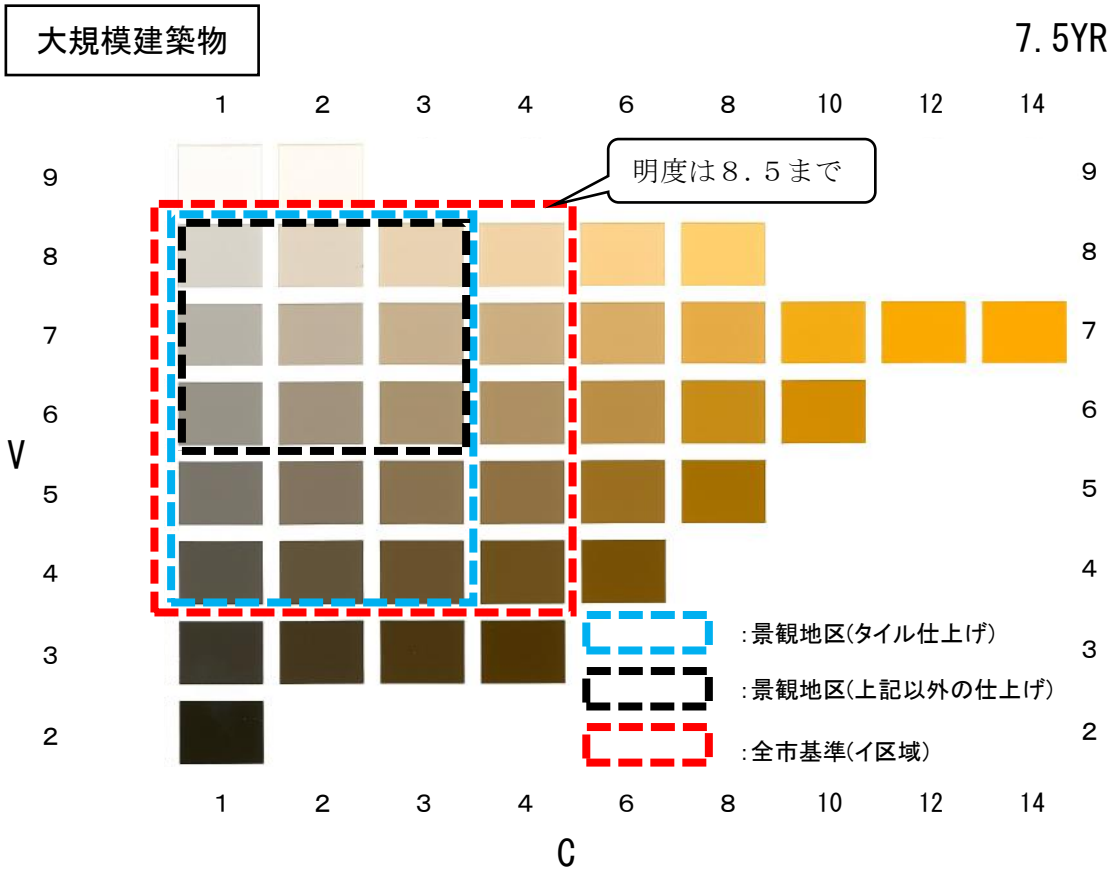 大規模建築物
7.5YR
1 2 3 4 6 8 10 12 14
明度は８.５まで
9 9
8 8
7 7
6 6
V
5 5
4 4
:景観地区(タイル仕上げ)
3 3
:景観地区(上記以外の仕上げ)
2 2
:全市基準(イ区域)
1 2 3 4 6 8 10 12 14
C